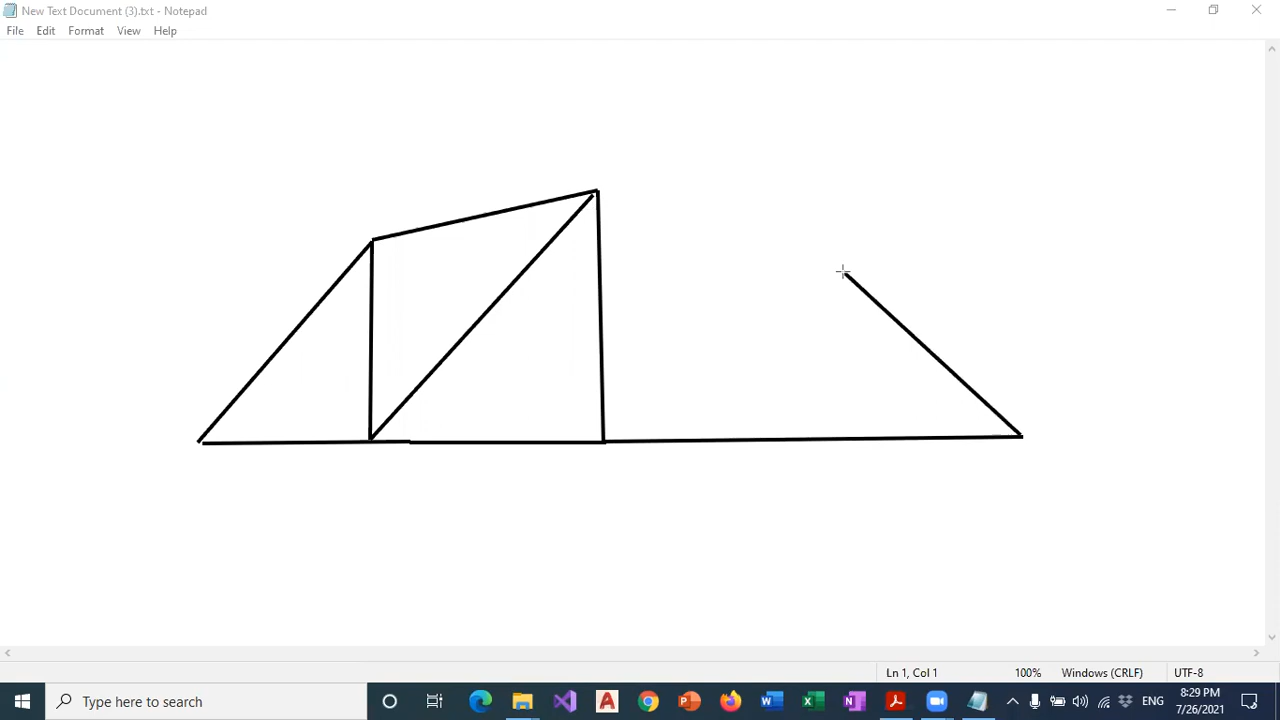 New Text Document (3).txt - Notepad
File Edit Format View Help
Ln 1, Col 1 100% Windows (CRLF) UTF-8
Type here to search
ENG
8:29 PM
7/26/2021